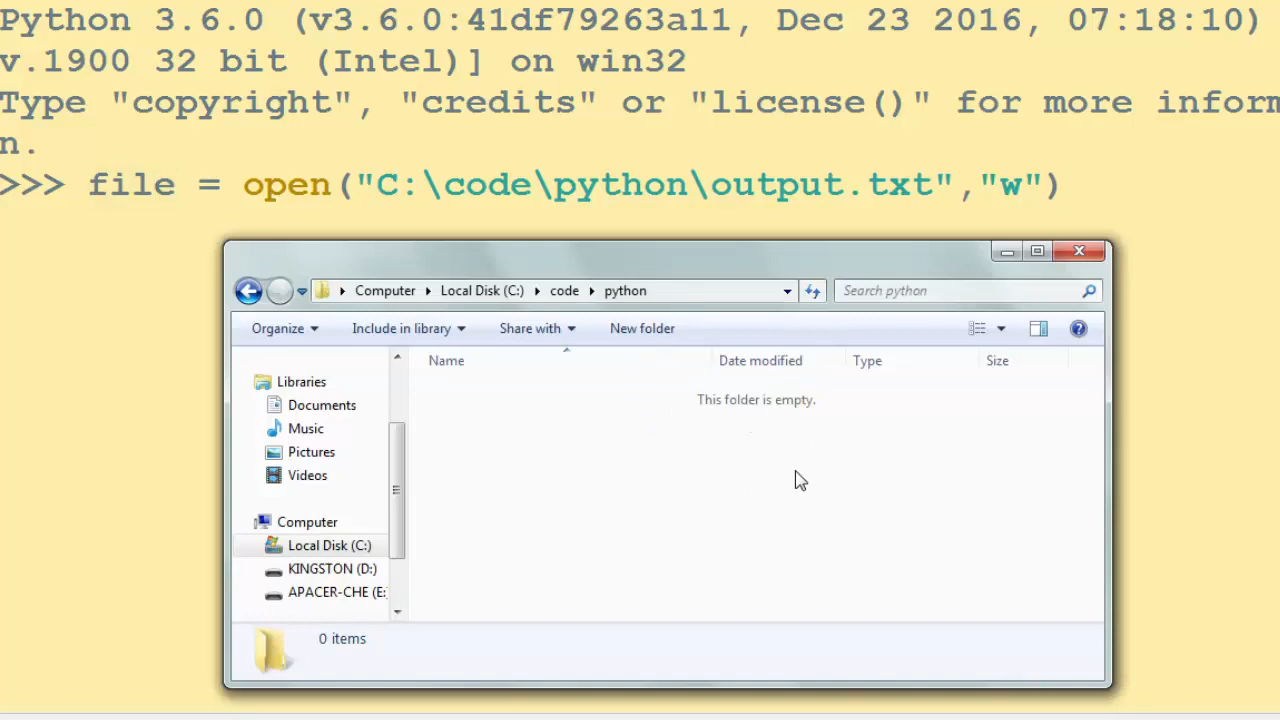 Python 3.6.0 (v3.6.0:41df79263a11, Dec 23 2016, 07:18:10)
v.1900 32 bit (Intel)] on win32
Type "copyright", "credits" or "license()" for more inform
n.
>>> file = open("C:\code\python\output.txt","w")
Computer Local Disk (C:) code python
Search python
Organize Include in library Share with New folder
Name Date modified Type Size
This folder is empty.
Libraries
Documents
Music
Pictures
Videos
Computer
Local Disk (C:)
KINGSTON (D:)
APACER-CHE (E:
0 items